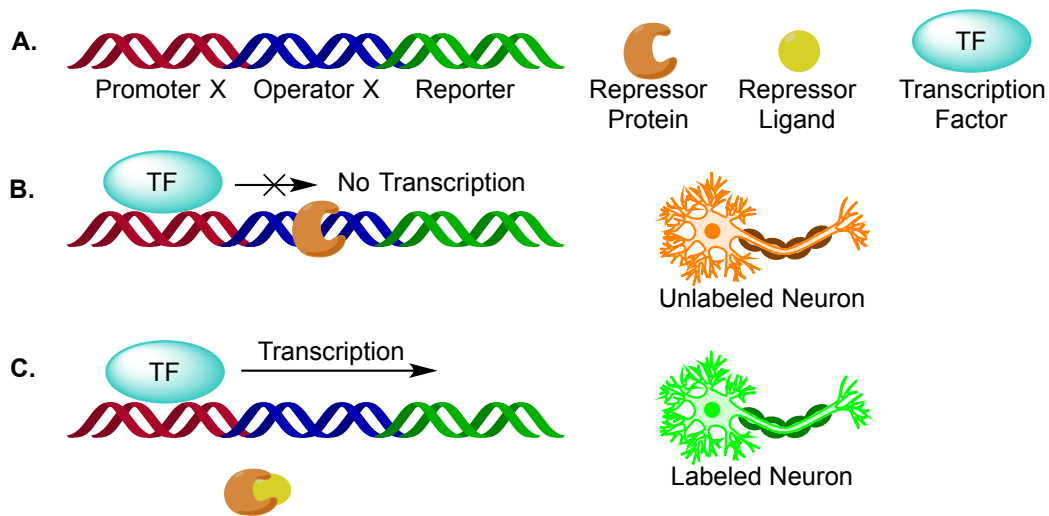 A.
TF
Promoter X Operator X Reporter
Repressor
Protein
Repressor
Ligand
Transcription
Factor
B.
TF
No Transcription
Unlabeled Neuron
C.
TF
Transcription
Labeled Neuron